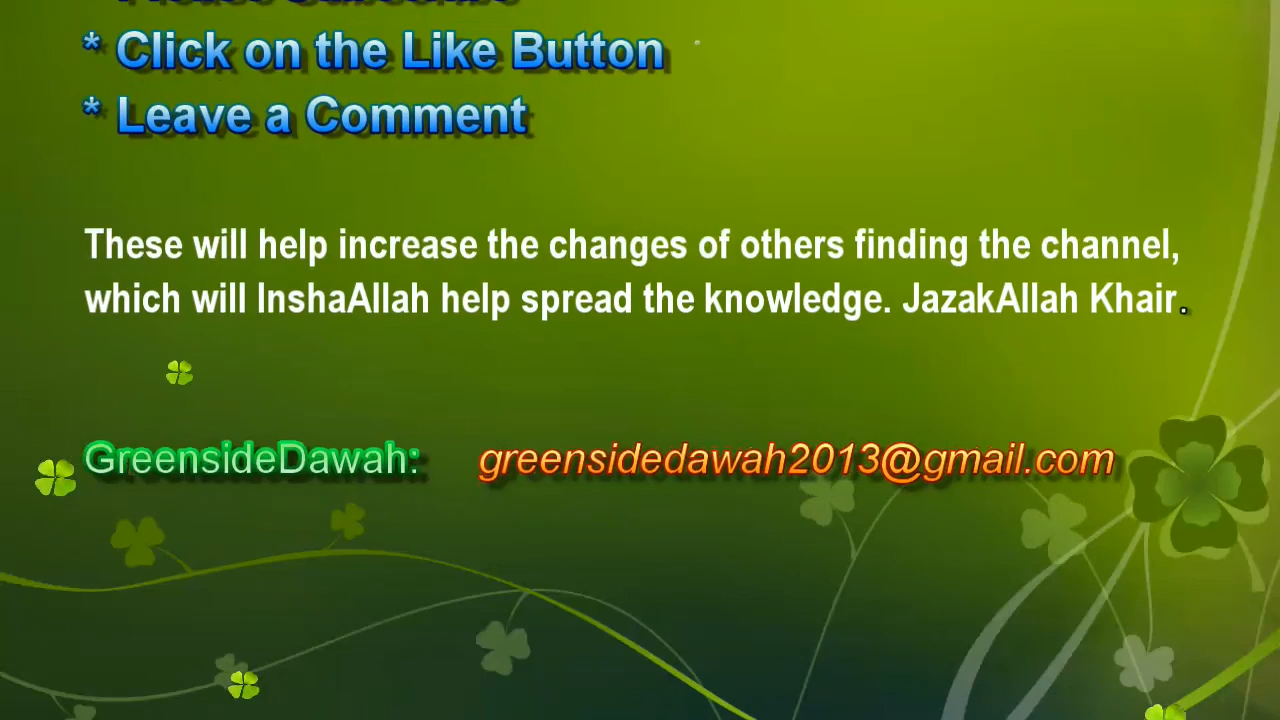 * Click on the Like Button
* Leave a Comment
These will help increase the changes of others finding the channel,
which will InshaAllah help spread the knowledge. JazakAllah Khair.
GreensideDawah: greensidedawah2013@gmail.com